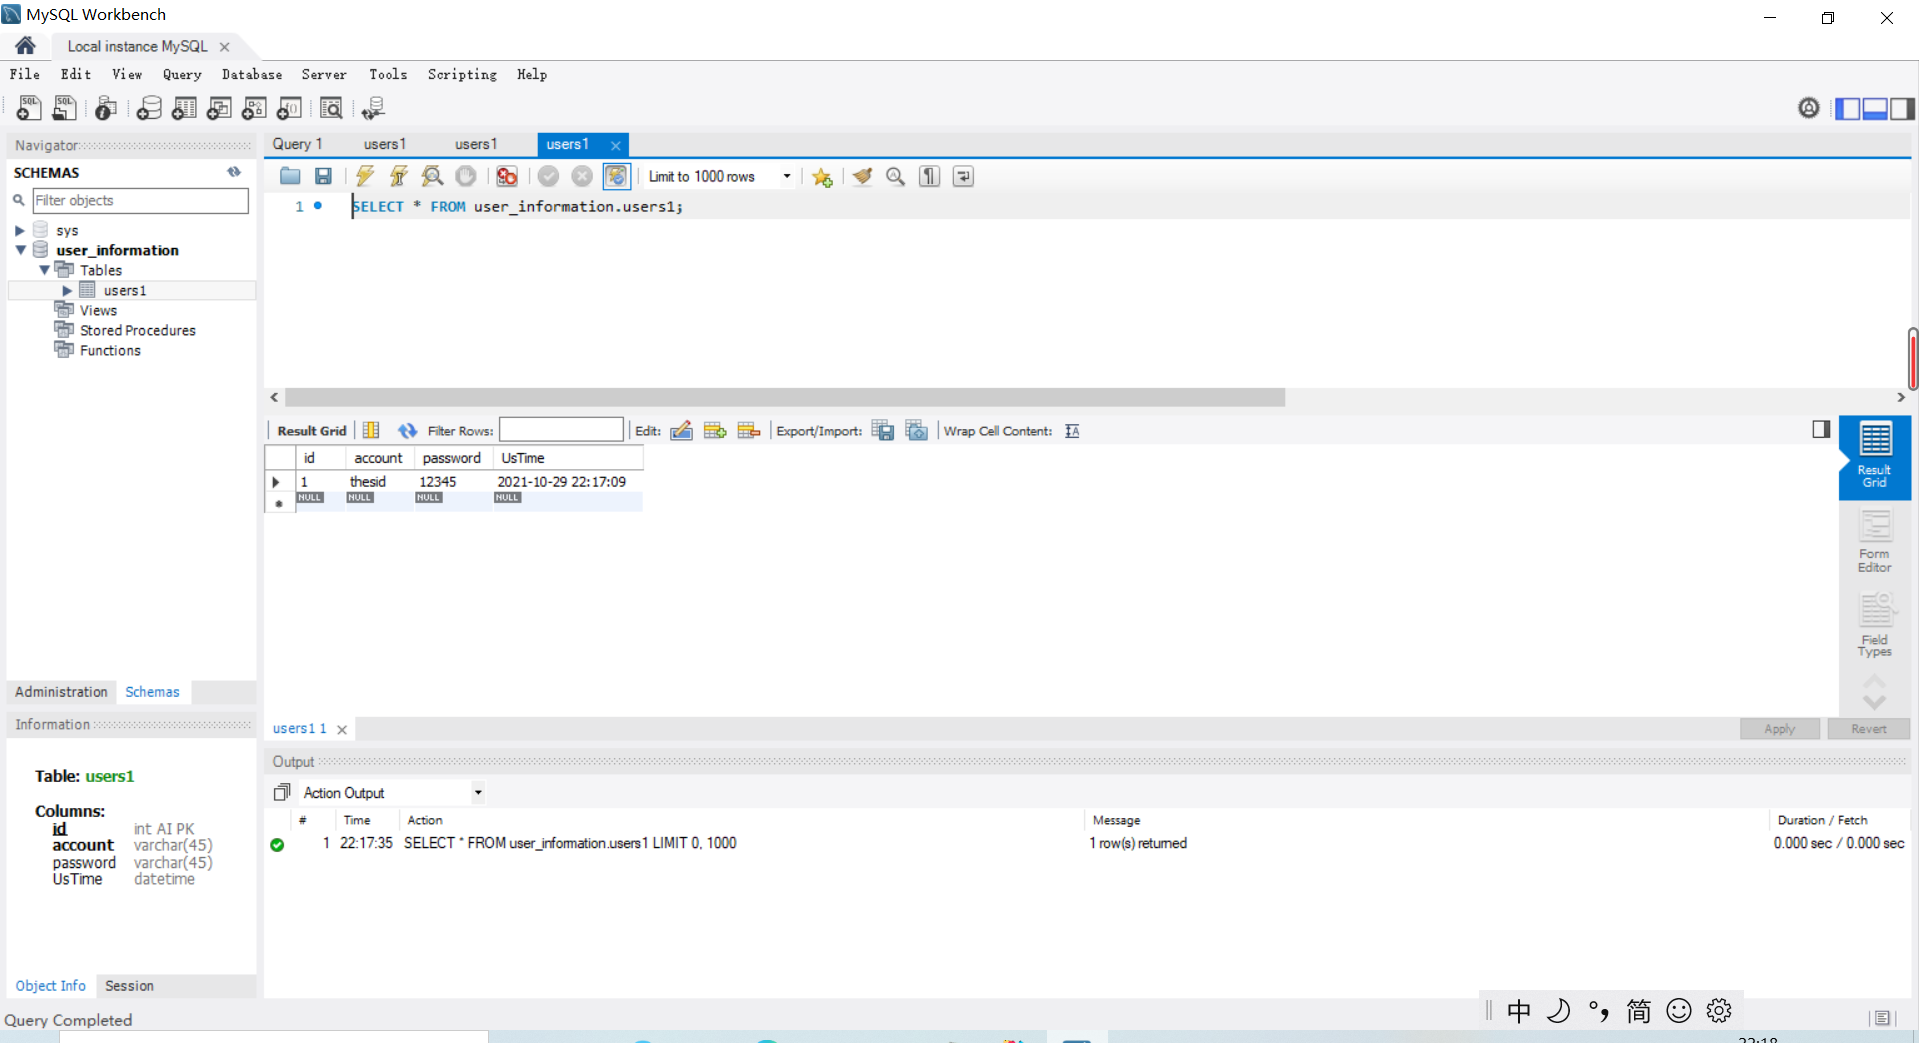 MySQL Workbench
Local instance MySQL
File Edit View Query Database Server Tools Scripting Help
Navigator
SCHEMAS
Filter objects
sys
user_information
Tables
users1
Views
Stored Procedures
Functions
Administration Schemas
Information
Table: users1
Columns:
id int AI PK
account varchar(45)
password varchar(45)
UsTime datetime
Object Info Session
Query Completed
Query 1 users1 users1 users1
Limit to 1000 rows
1 SELECT * FROM user_information.users1;
Result Grid Filter Rows: Edit: Export/Import: Wrap Cell Content:
id account password UsTime
1 thesid 12345 2021-10-29 22:17:09
NULL NULL NULL NULL
Result
Grid
Form
Editor
Field
Types
users1 1
Apply Revert
Output
Action Output
# Time Action Message Duration / Fetch
1 22:17:35 SELECT * FROM user_information.users1 LIMIT 0, 1000 1 row(s) returned 0.000 sec / 0.000 sec
中 简